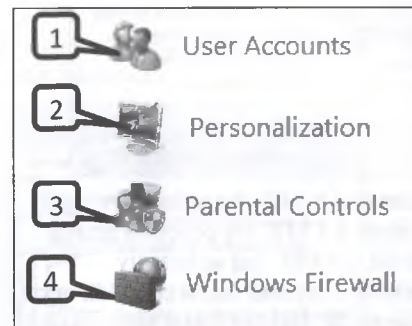 1 User Accounts
2 Personalization
3 Parental Controls
4 Windows Firewall